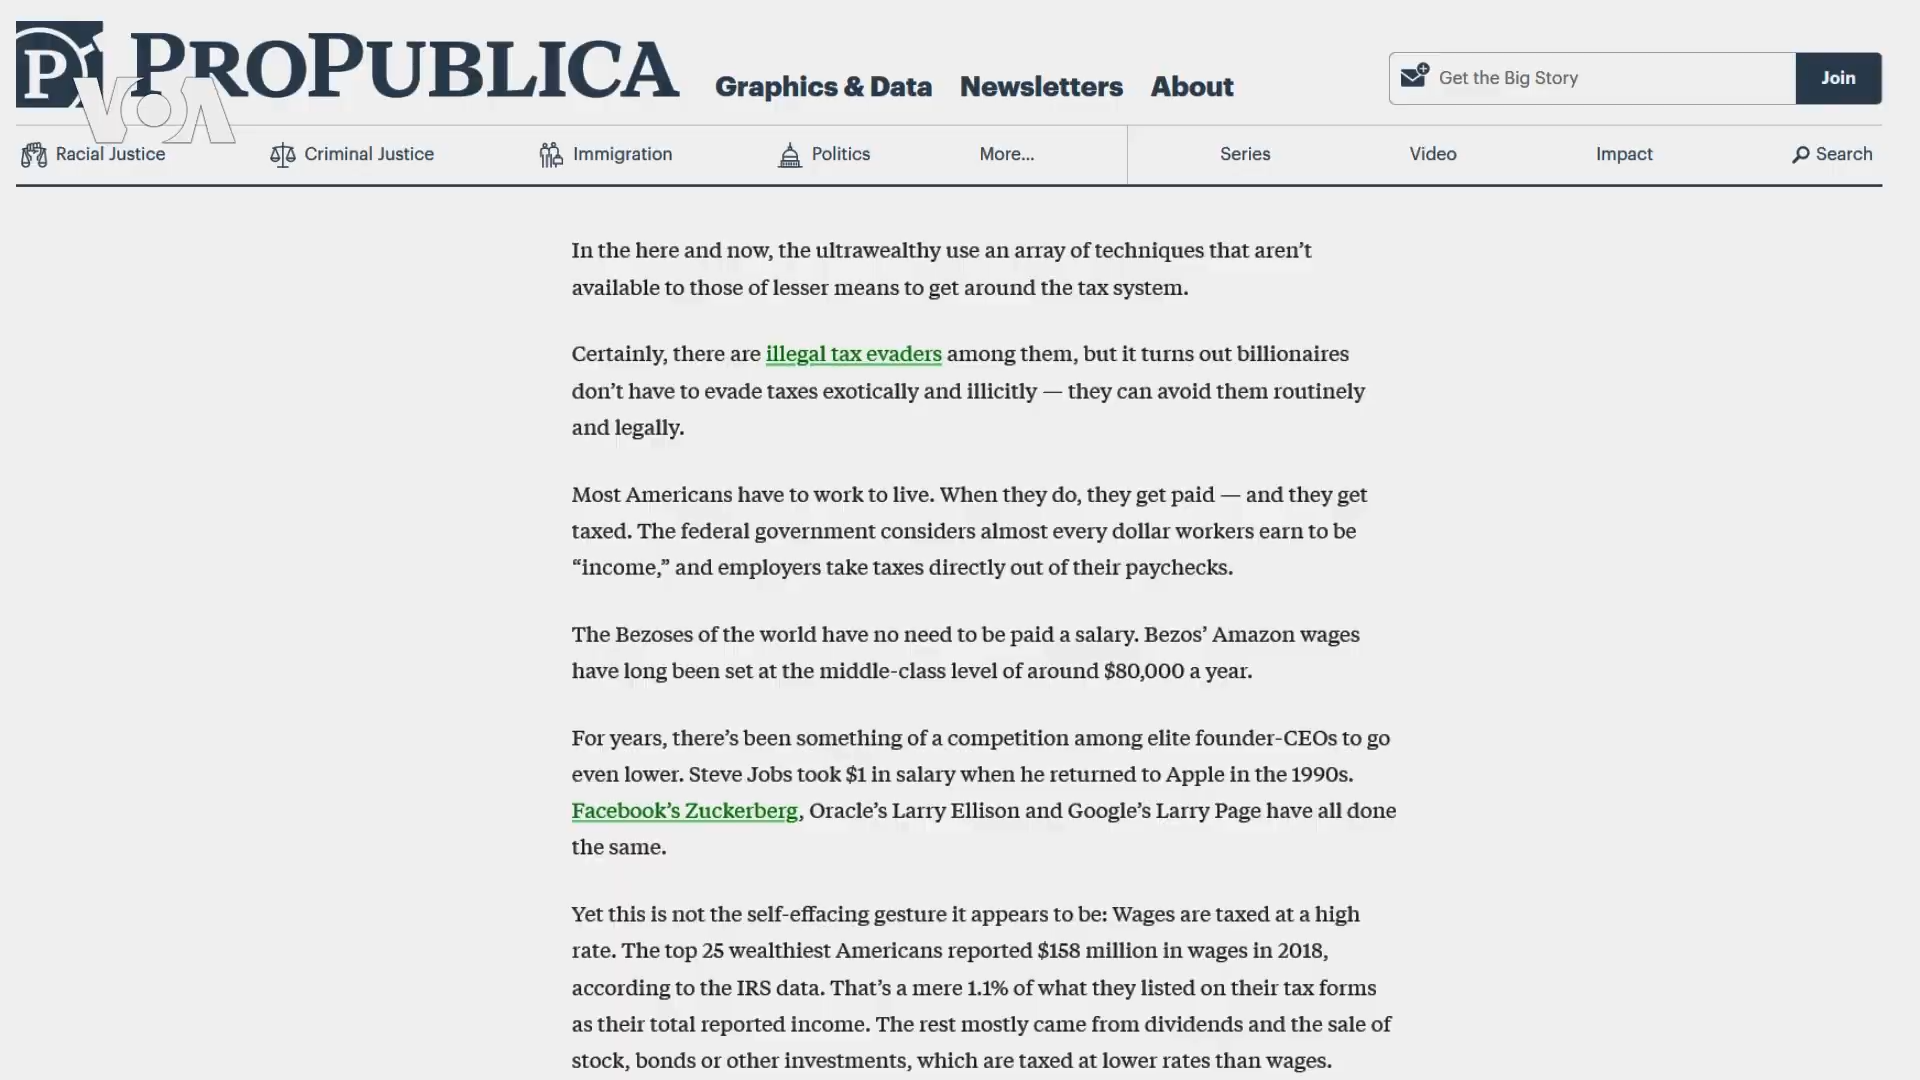 P PROPUBLICA
VOA
Graphics & Data Newsletters About
Get the Big Story Join
Racial Justice Criminal Justice Immigration Politics More... Series Video Impact Search
In the here and now, the ultrawealthy use an array of techniques that aren’t
available to those of lesser means to get around the tax system.
Certainly, there are illegal tax evaders among them, but it turns out billionaires
don’t have to evade taxes exotically and illicitly — they can avoid them routinely
and legally.
Most Americans have to work to live. When they do, they get paid — and they get
taxed. The federal government considers almost every dollar workers earn to be
“income,” and employers take taxes directly out of their paychecks.
The Bezoses of the world have no need to be paid a salary. Bezos’ Amazon wages
have long been set at the middle-class level of around $80,000 a year.
For years, there’s been something of a competition among elite founder-CEOs to go
even lower. Steve Jobs took $1 in salary when he returned to Apple in the 1990s.
Facebook’s Zuckerberg, Oracle’s Larry Ellison and Google’s Larry Page have all done
the same.
Yet this is not the self-effacing gesture it appears to be: Wages are taxed at a high
rate. The top 25 wealthiest Americans reported $158 million in wages in 2018,
according to the IRS data. That’s a mere 1.1% of what they listed on their tax forms
as their total reported income. The rest mostly came from dividends and the sale of
stock, bonds or other investments, which are taxed at lower rates than wages.